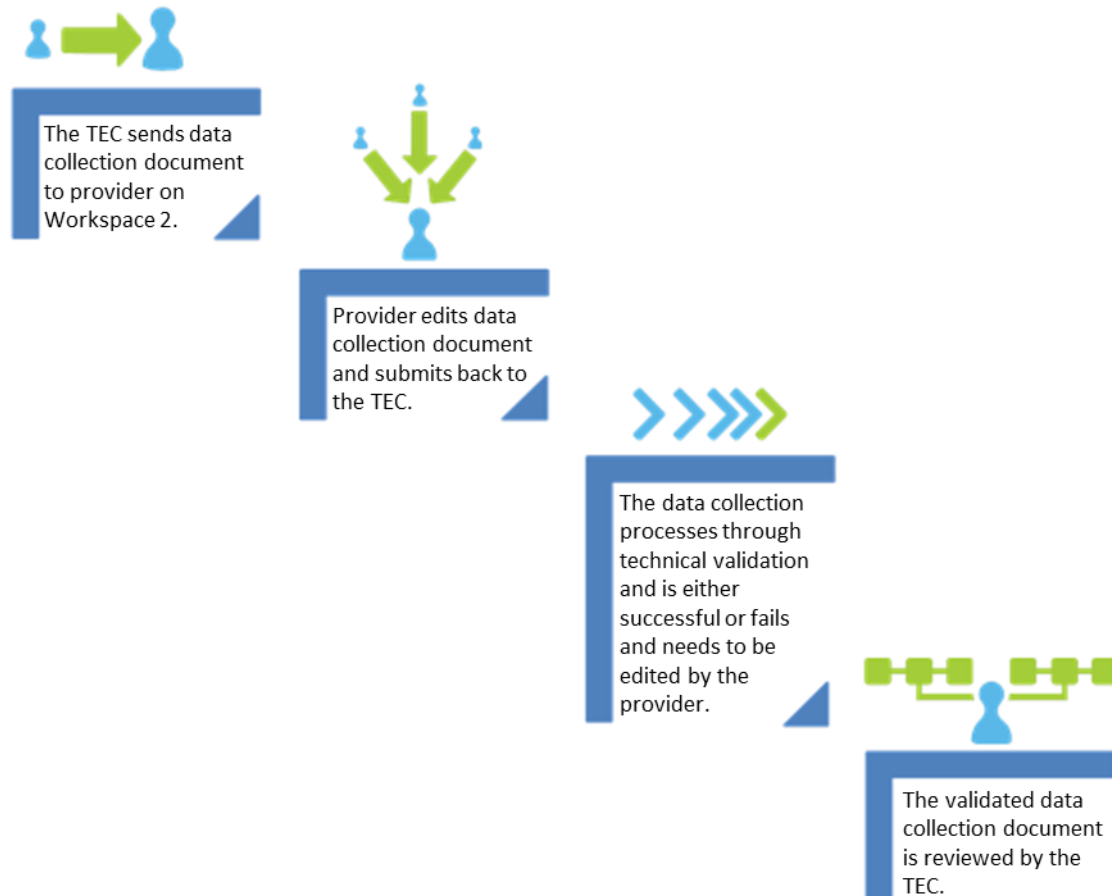 The TEC sends data
collection document
to provider on
Workspace 2.
Provider edits data
collection document
and submits back to
the TEC.
The data collection
processes through
technical validation
and is either
successful or fails
and needs to be
edited by the
provider.
The validated data
collection document
is reviewed by the
TEC.